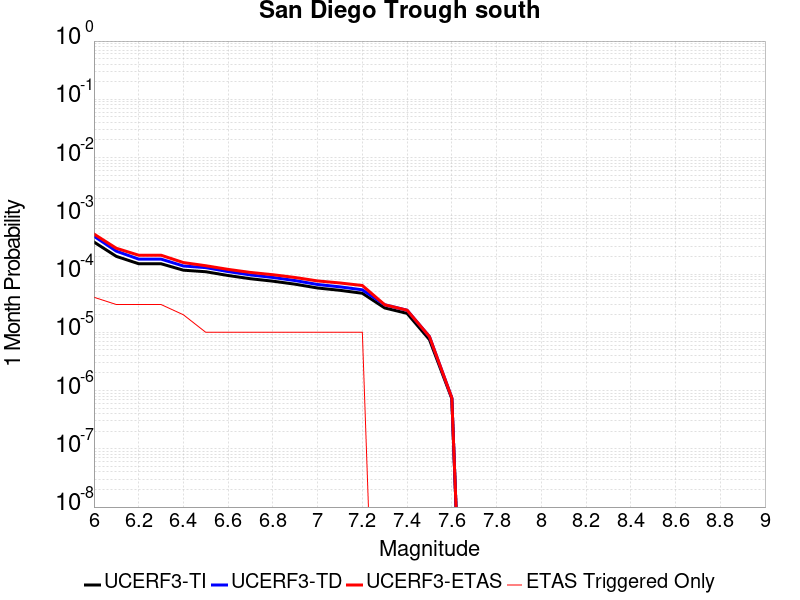 San Diego Trough south
10^0
10^-1
10^-2
10^-3
10^-4
10^-5
10^-6
10^-7
10^-8
1 Month Probability
6 6.2 6.4 6.6 6.8 7 7.2 7.4 7.6 7.8 8 8.2 8.4 8.6 8.8 9
Magnitude
UCERF3-TI UCERF3-TD UCERF3-ETAS ETAS Triggered Only